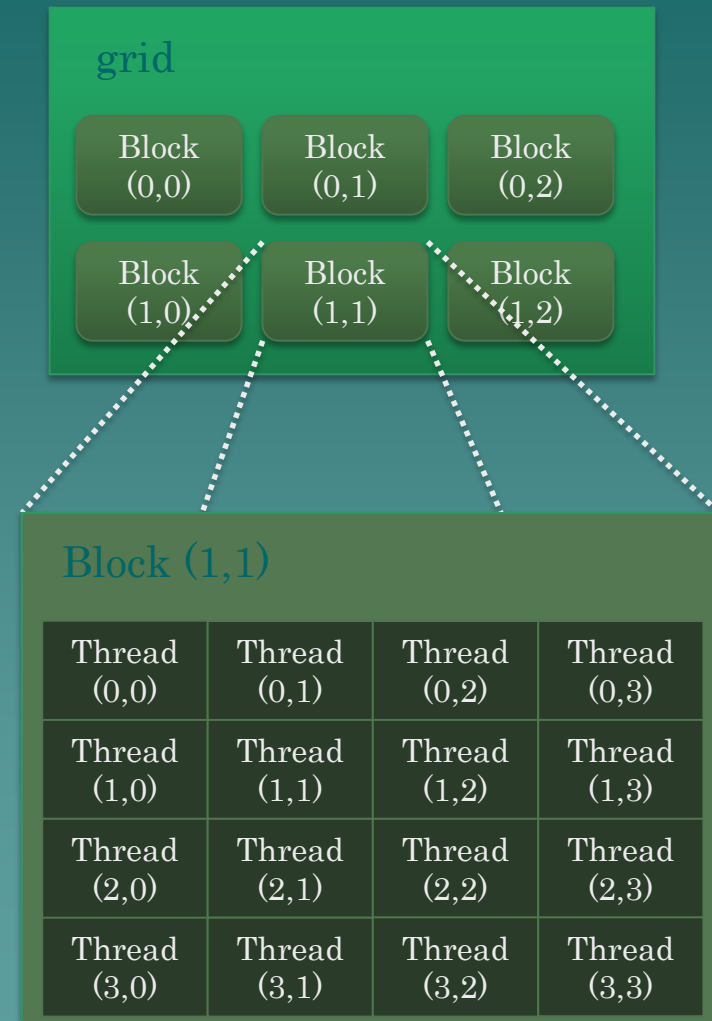 grid
Block Block Block
(0,0) (0,1) (0,2)
Block Block Block
(1,0) (1,1) (1,2)
Block (1,1)
Thread Thread Thread Thread
(0,0) (0,1) (0,2) (0,3)
Thread Thread Thread Thread
(1,0) (1,1) (1,2) (1,3)
Thread Thread Thread Thread
(2,0) (2,1) (2,2) (2,3)
Thread Thread Thread Thread
(3,0) (3,1) (3,2) (3,3)